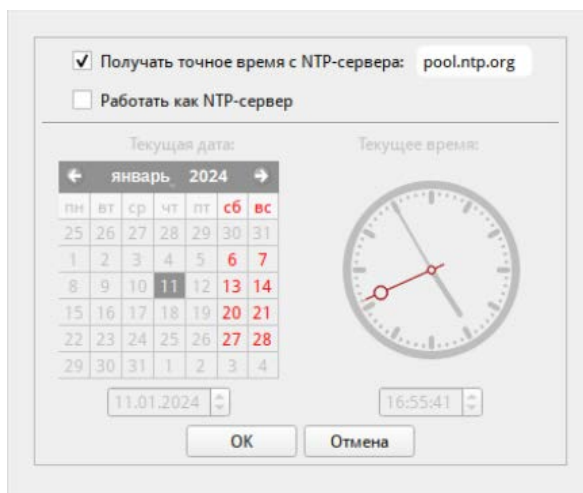 Получать точное время с NTP-сервера: pool.ntp.org
Работать как NTP-сервер
Текущая дата: Текущее время:
январь 2024
пн вт ср чт пт сб вс
25 26 27 28 29 30 31
1 2 3 4 5 6 7
8 9 10 11 12 13 14
15 16 17 18 19 20 21
22 23 24 25 26 27 28
29 30 31 1 2 3 4
11.01.2024 16:55:41
OK Отмена